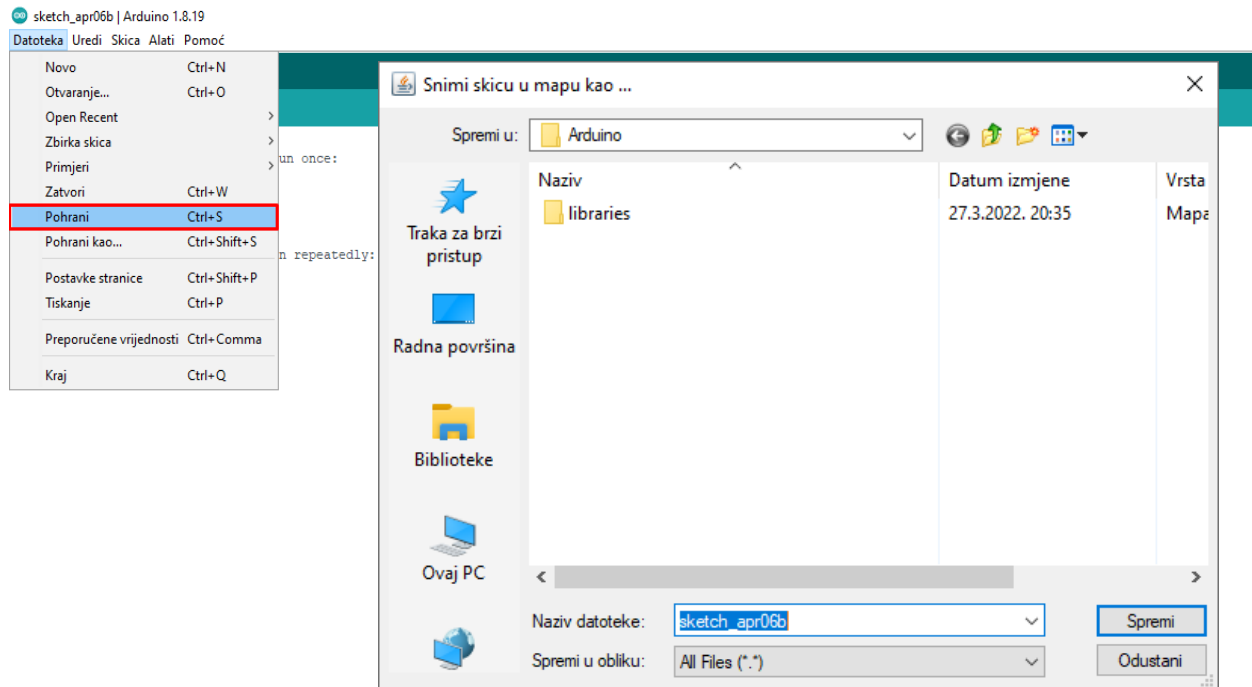 sketch_apr06b | Arduino 1.8.19
Datoteka Uredi Skica Alati Pomoć
Novo Ctrl+N
Otvaranje... Ctrl+O
Open Recent
Zbirka skica
Primjeri
Zatvori Ctrl+W
Pohrani Ctrl+S
Pohrani kao... Ctrl+Shift+S
Postavke stranice Ctrl+Shift+P
Tiskanje Ctrl+P
Preporučene vrijednosti Ctrl+Comma
Kraj Ctrl+Q
un once:
n repeatedly:
Snimi skicu u mapu kao ...
Spremi u: Arduino
Traka za brzi
pristup
Radna površina
Biblioteke
Ovaj PC
Naziv Datum izmjene Vrsta
libraries 27.3.2022. 20:35 Mapa
Naziv datoteke: sketch_apr06b Spremi
Spremi u obliku: All Files (*.*) Odustani